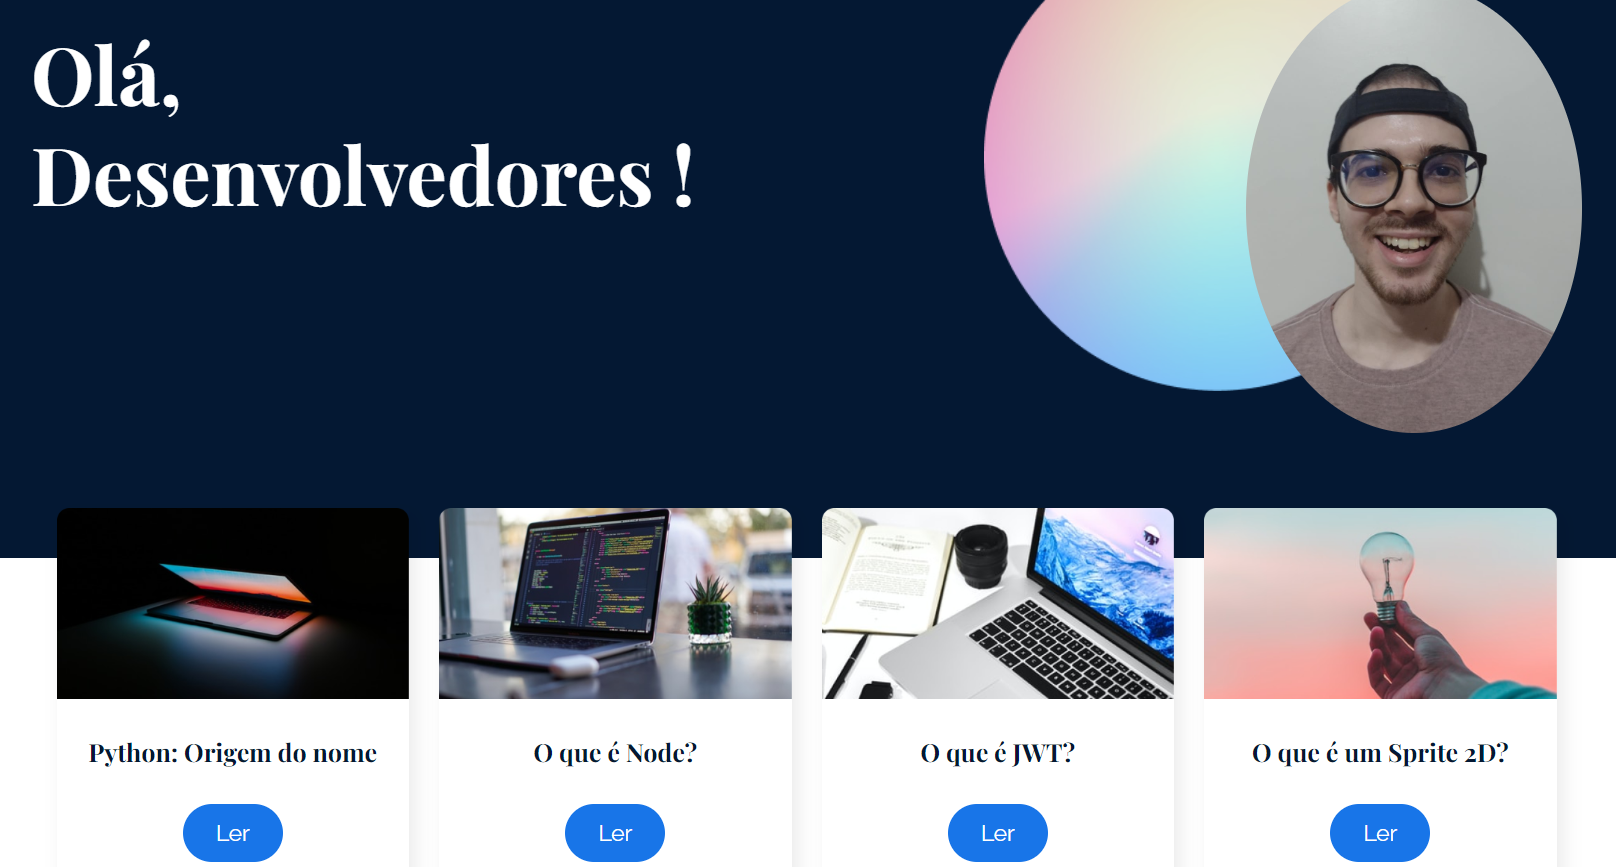 Olá,
Desenvolvedores !
Python: Origem do nome
O que é Node?
O que é JWT?
O que é um Sprite 2D?
Ler
Ler
Ler
Ler